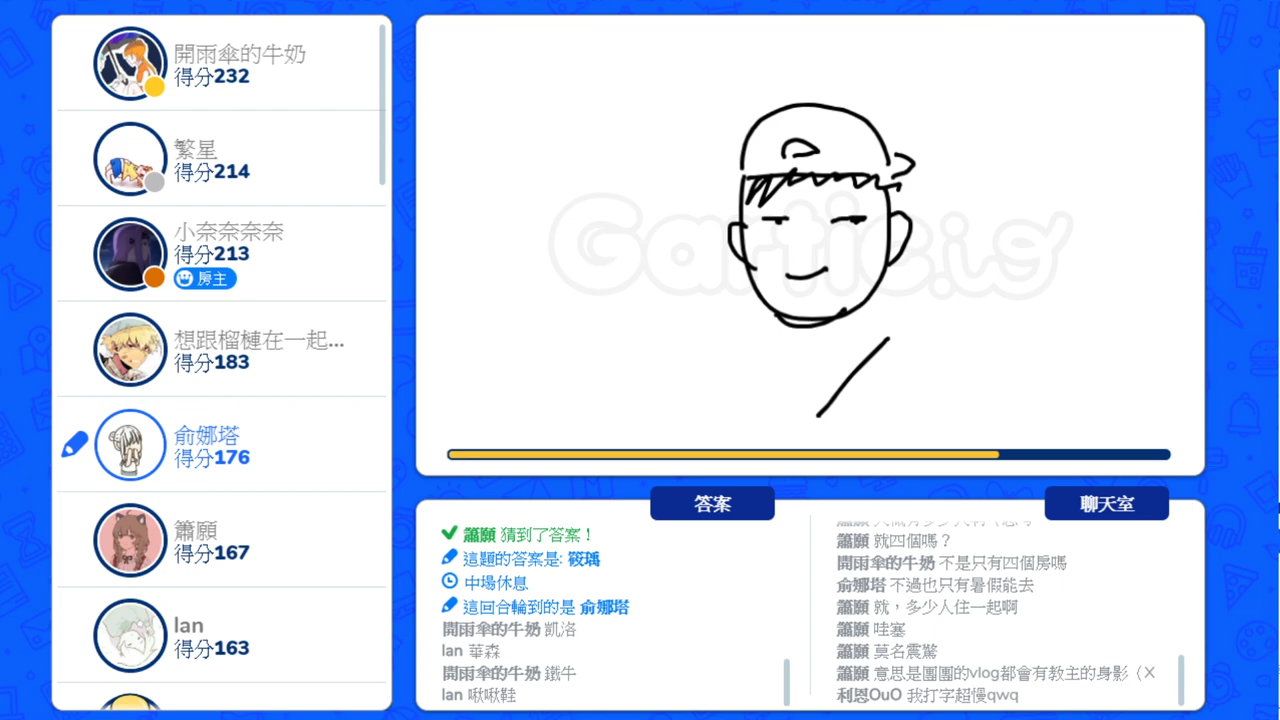 開雨傘的牛奶
得分232
繁星
得分214
小奈奈奈奈
得分213
房主
想跟榴槤在一起...
得分183
俞娜塔
得分176
簫願
得分167
Ian
得分163
Gartic.io
答案
簫願 猜到了答案！
這題的答案是: 筱瑀
中場休息
這回合輪到的是 俞娜塔
開雨傘的牛奶 凱洛
Ian 華森
開雨傘的牛奶 鐵牛
Ian 啾啾鞋
聊天室
簫願 就四個嗎？
開雨傘的牛奶 不是只有四個房嗎
俞娜塔 不過也只有暑假能去
簫願 就，多少人住一起啊
簫願 哇塞
簫願 莫名震驚
簫願 意思是團團的vlog都會有教主的身影（X
利恩OuO 我打字超慢qwq